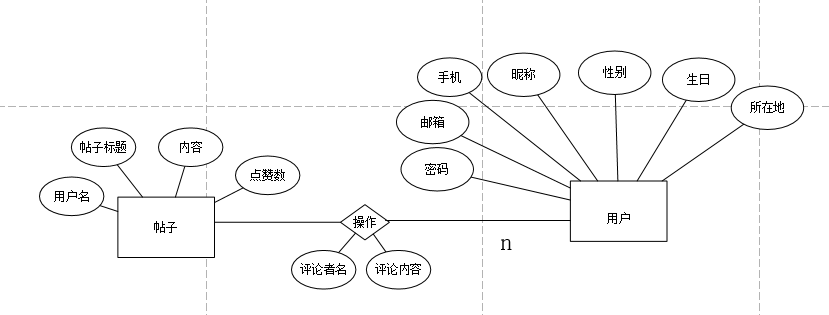 手机
昵称
性别
生日
所在地
邮箱
密码
帖子标题
内容
点赞数
用户名
帖子
操作
用户
n
评论者名
评论内容